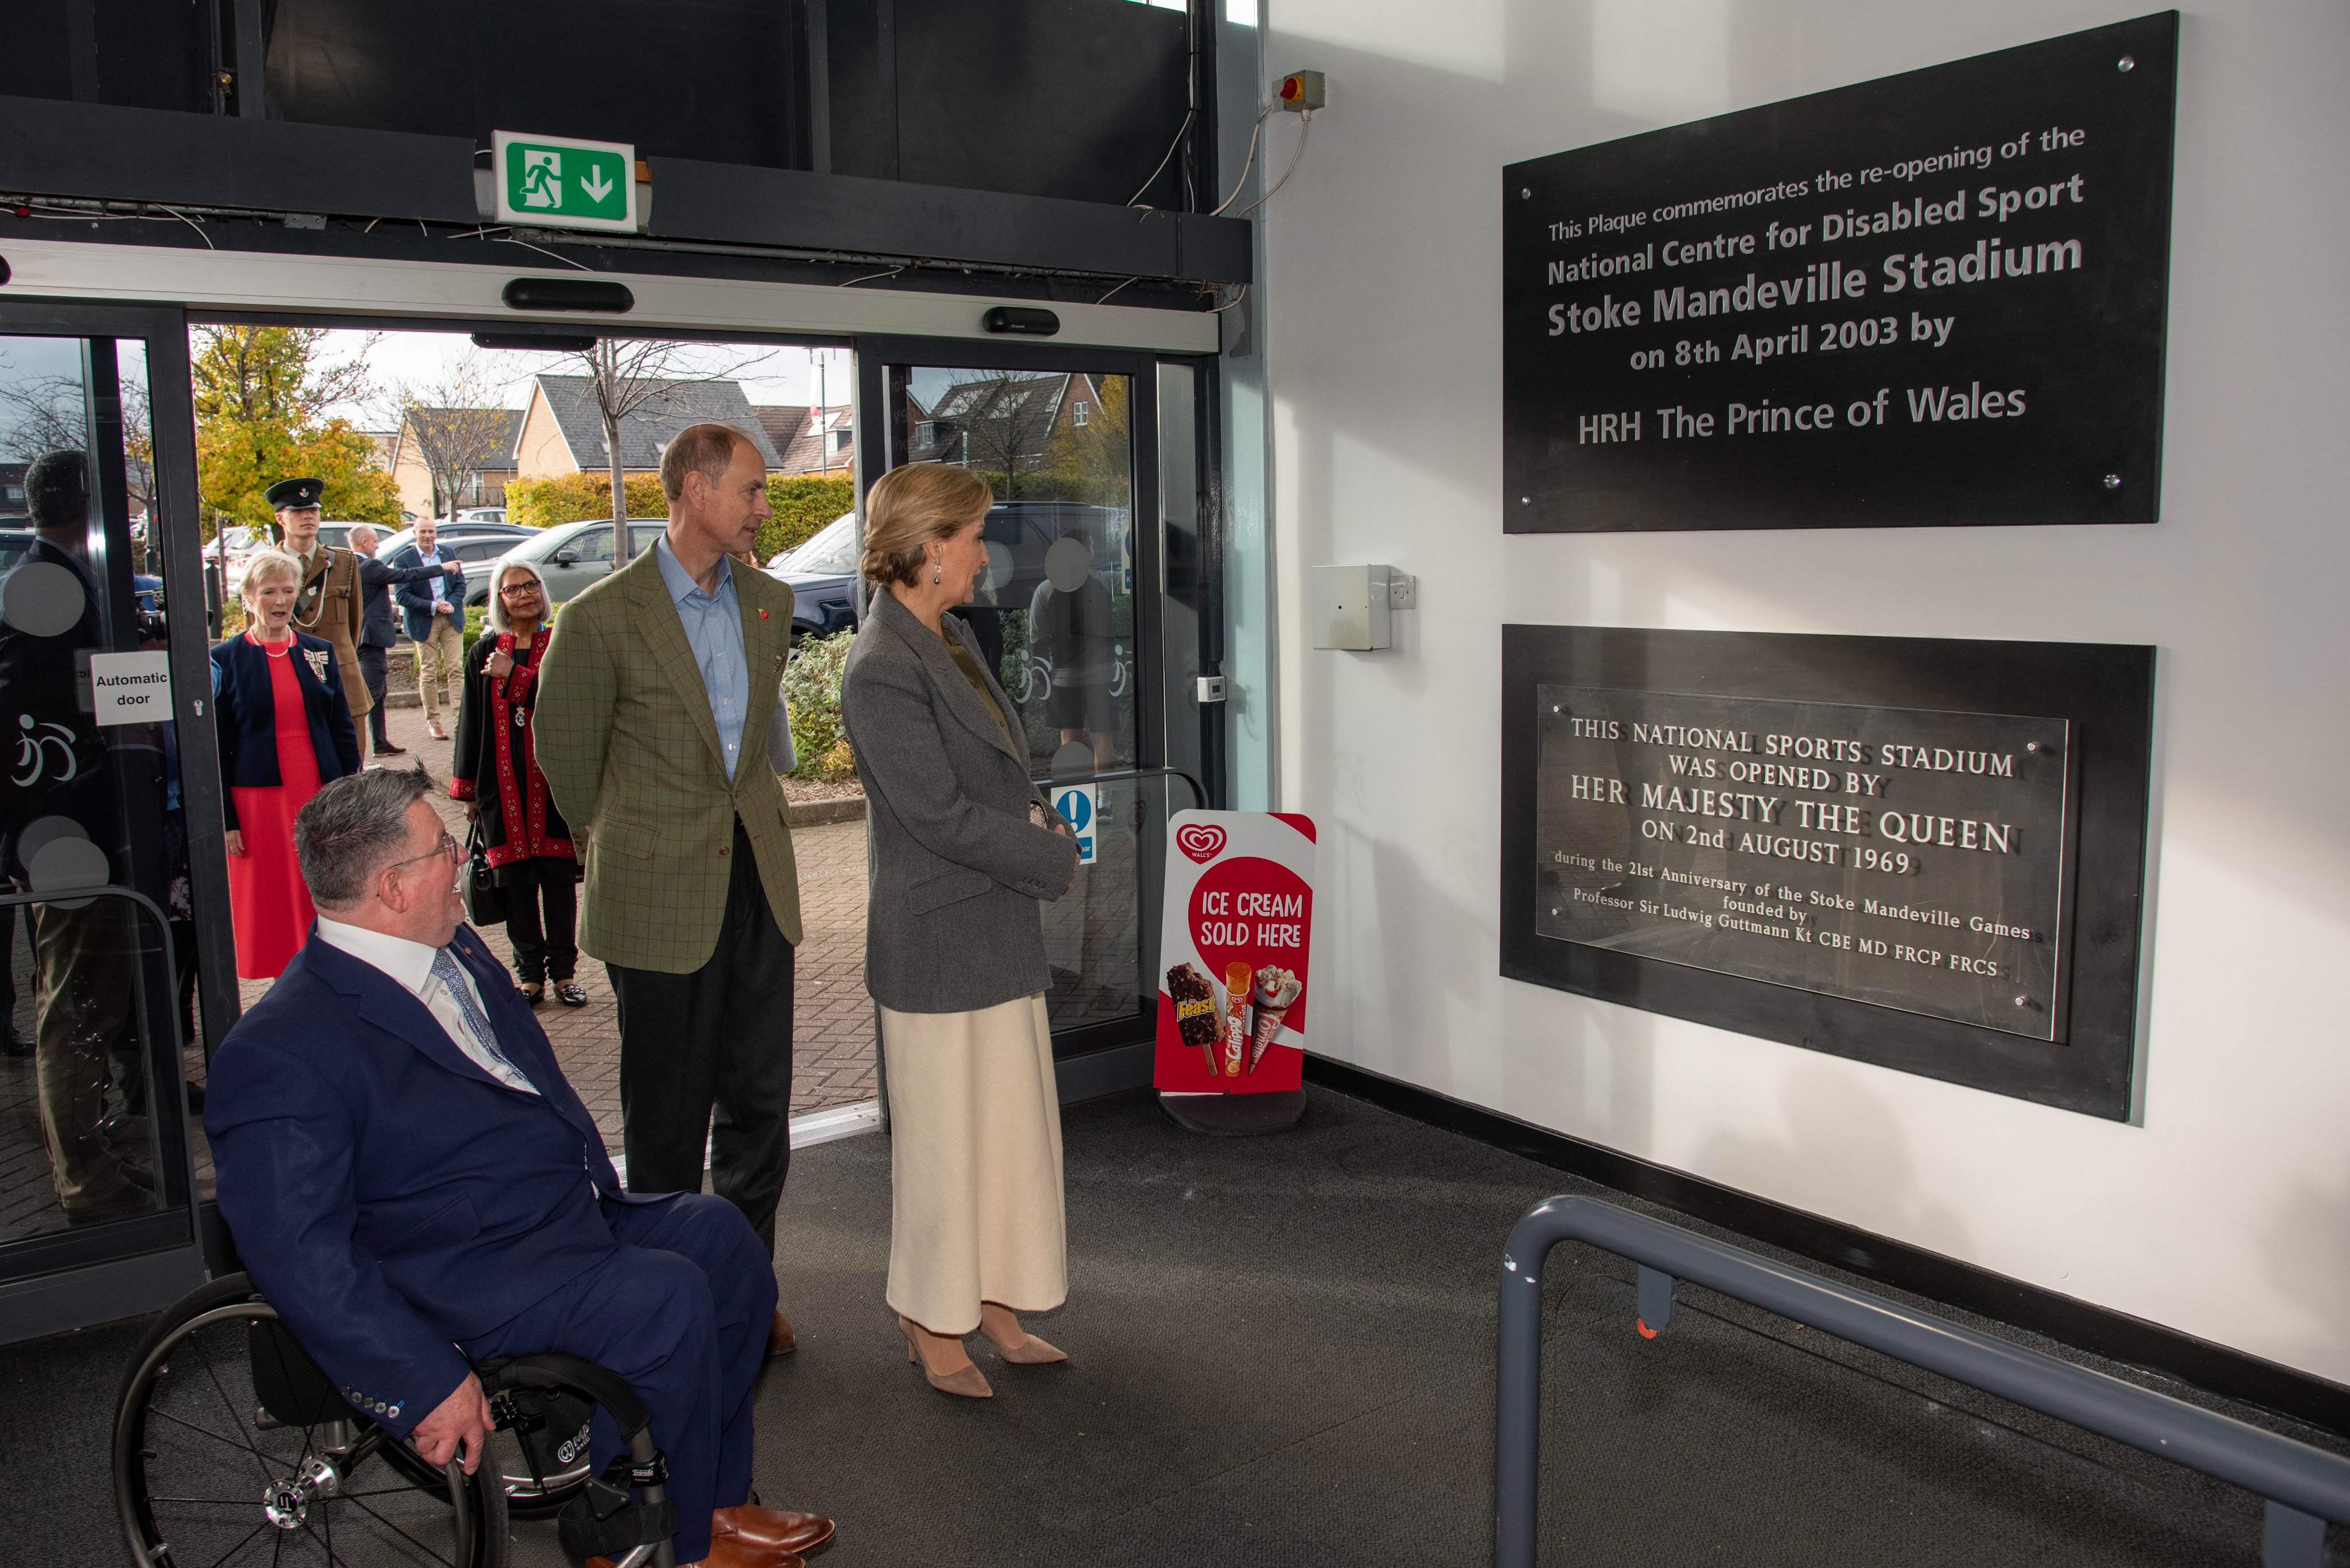 This Plaque commemorates the re-opening of the
National Centre for Disabled Sport
Stoke Mandeville Stadium
on 8th April 2003 by
HRH The Prince of Wales
THIS NATIONAL SPORTS STADIUM
WAS OPENED BY
HER MAJESTY THE QUEEN
ON 2nd AUGUST 1969
during the 21st Anniversary of the Stoke Mandeville Games
founded by
Professor Sir Ludwig Guttmann Kt CBE MD FRCP FRCS
Automatic
door
WALL'S
ICE CREAM
SOLD HERE
Feast
Calippo
Cornetto